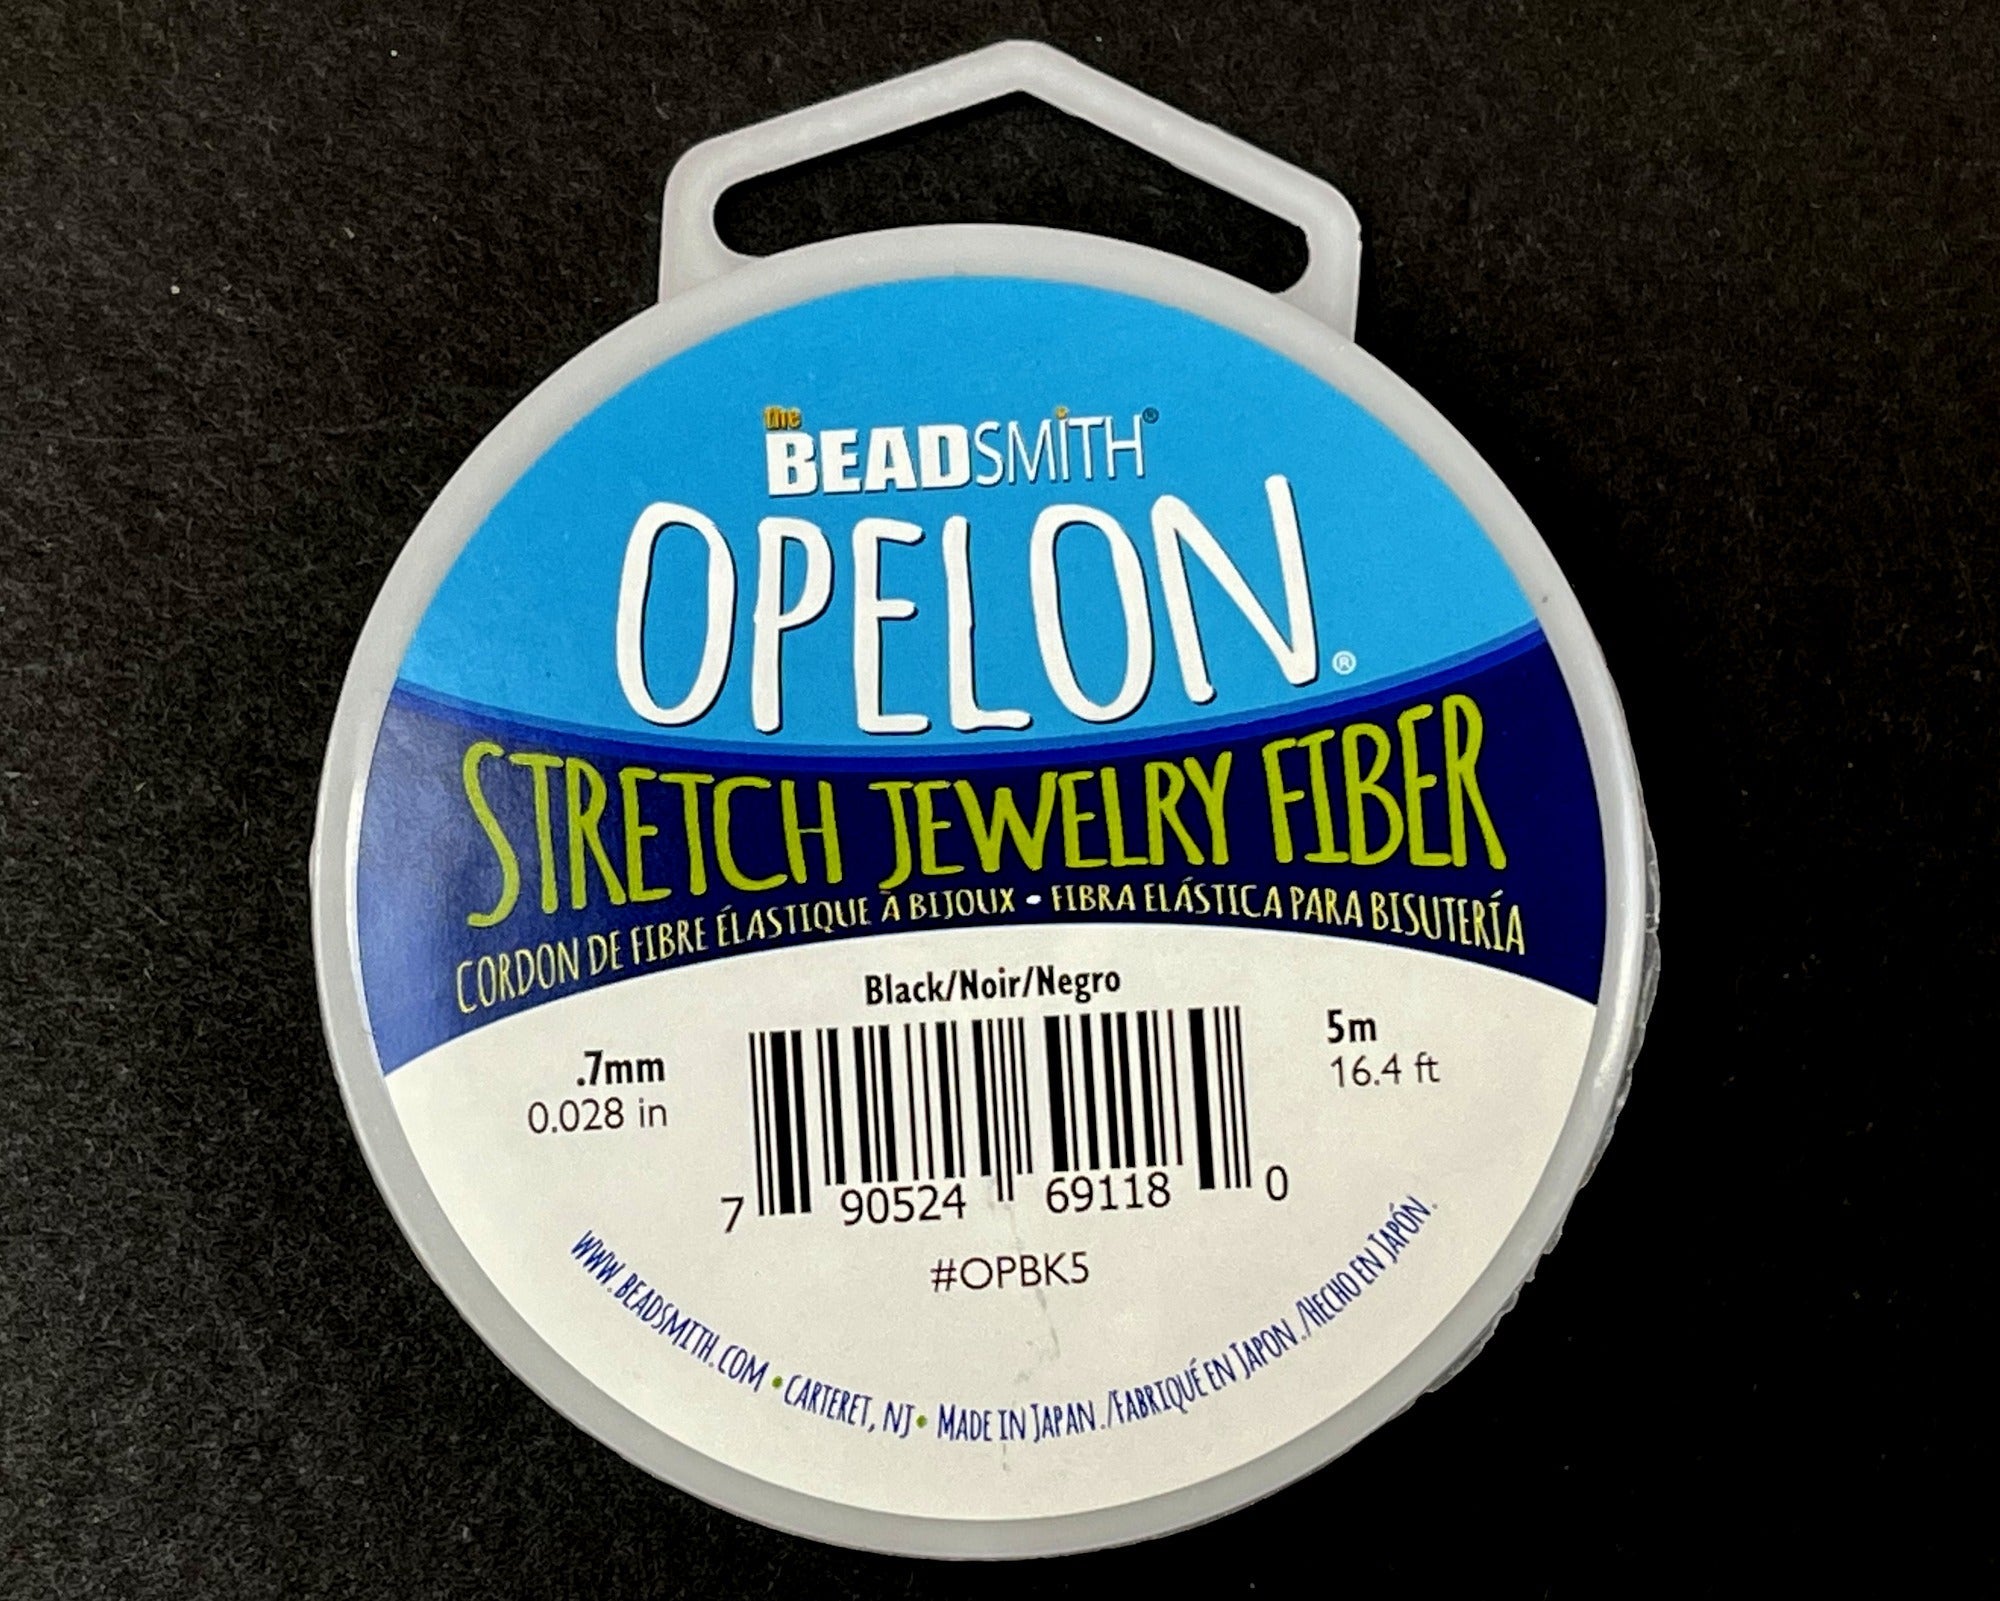 the
BEADSMITH®
OPELON®
STRETCH JEWELRY FIBER
CORDON DE FIBRE ÉLASTIQUE À BIJOUX • FIBRA ELÁSTICA PARA BISUTERÍA
Black/Noir/Negro
.7mm
0.028 in
5m
16.4 ft
7 90524 69118 0
#OPBK5
WWW.BEADSMITH.COM • CARTERET, NJ • MADE IN JAPAN./FABRIQUÉ EN JAPON./HECHO EN JAPÓN.